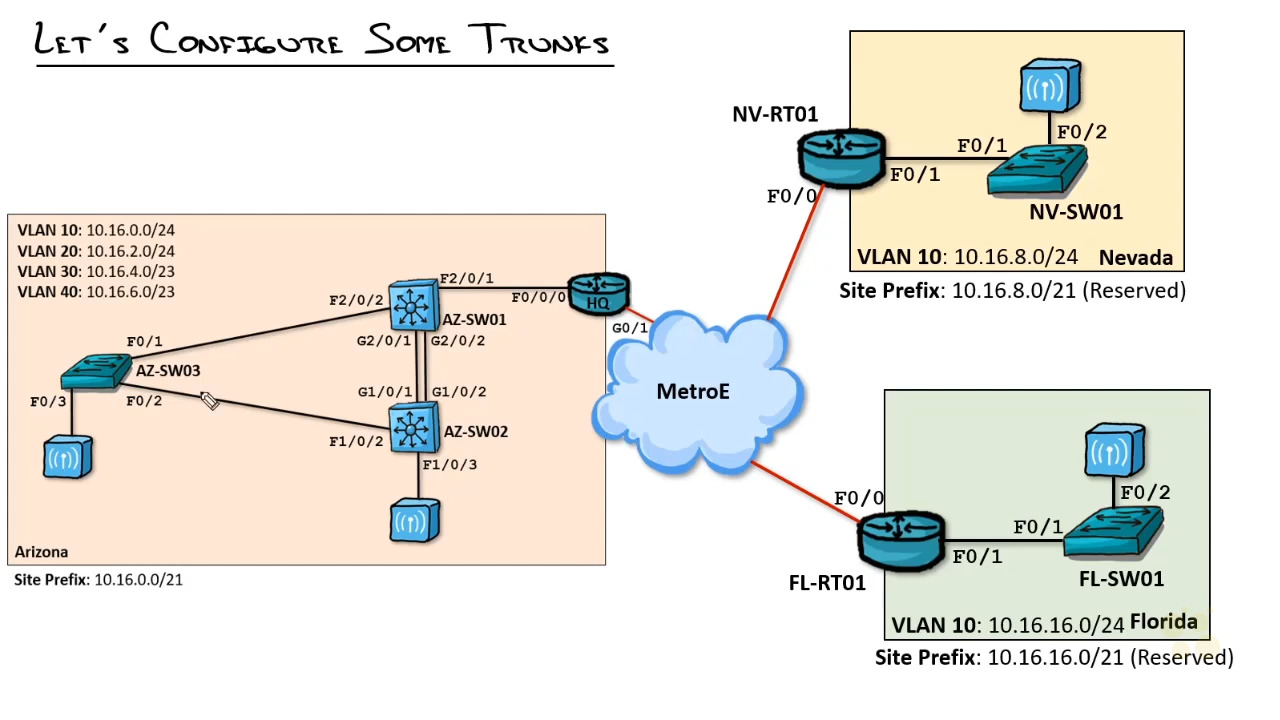 LET'S CONFIGURE SOME TRUNKS
NV-RT01
F0/1
F0/2
F0/1
F0/0
NV-SW01
VLAN 10: 10.16.8.0/24 Nevada
Site Prefix: 10.16.8.0/21 (Reserved)
VLAN 10: 10.16.0.0/24
VLAN 20: 10.16.2.0/24
VLAN 30: 10.16.4.0/23
VLAN 40: 10.16.6.0/23
F2/0/1
F2/0/2
F0/0/0
HQ
AZ-SW01
G0/1
F0/1
G2/0/1
G2/0/2
AZ-SW03
F0/3
F0/2
G1/0/1
G1/0/2
MetroE
AZ-SW02
F1/0/2
F1/0/3
Arizona
Site Prefix: 10.16.0.0/21
F0/0
F0/1
F0/2
F0/1
FL-RT01
FL-SW01
VLAN 10: 10.16.16.0/24 Florida
Site Prefix: 10.16.16.0/21 (Reserved)